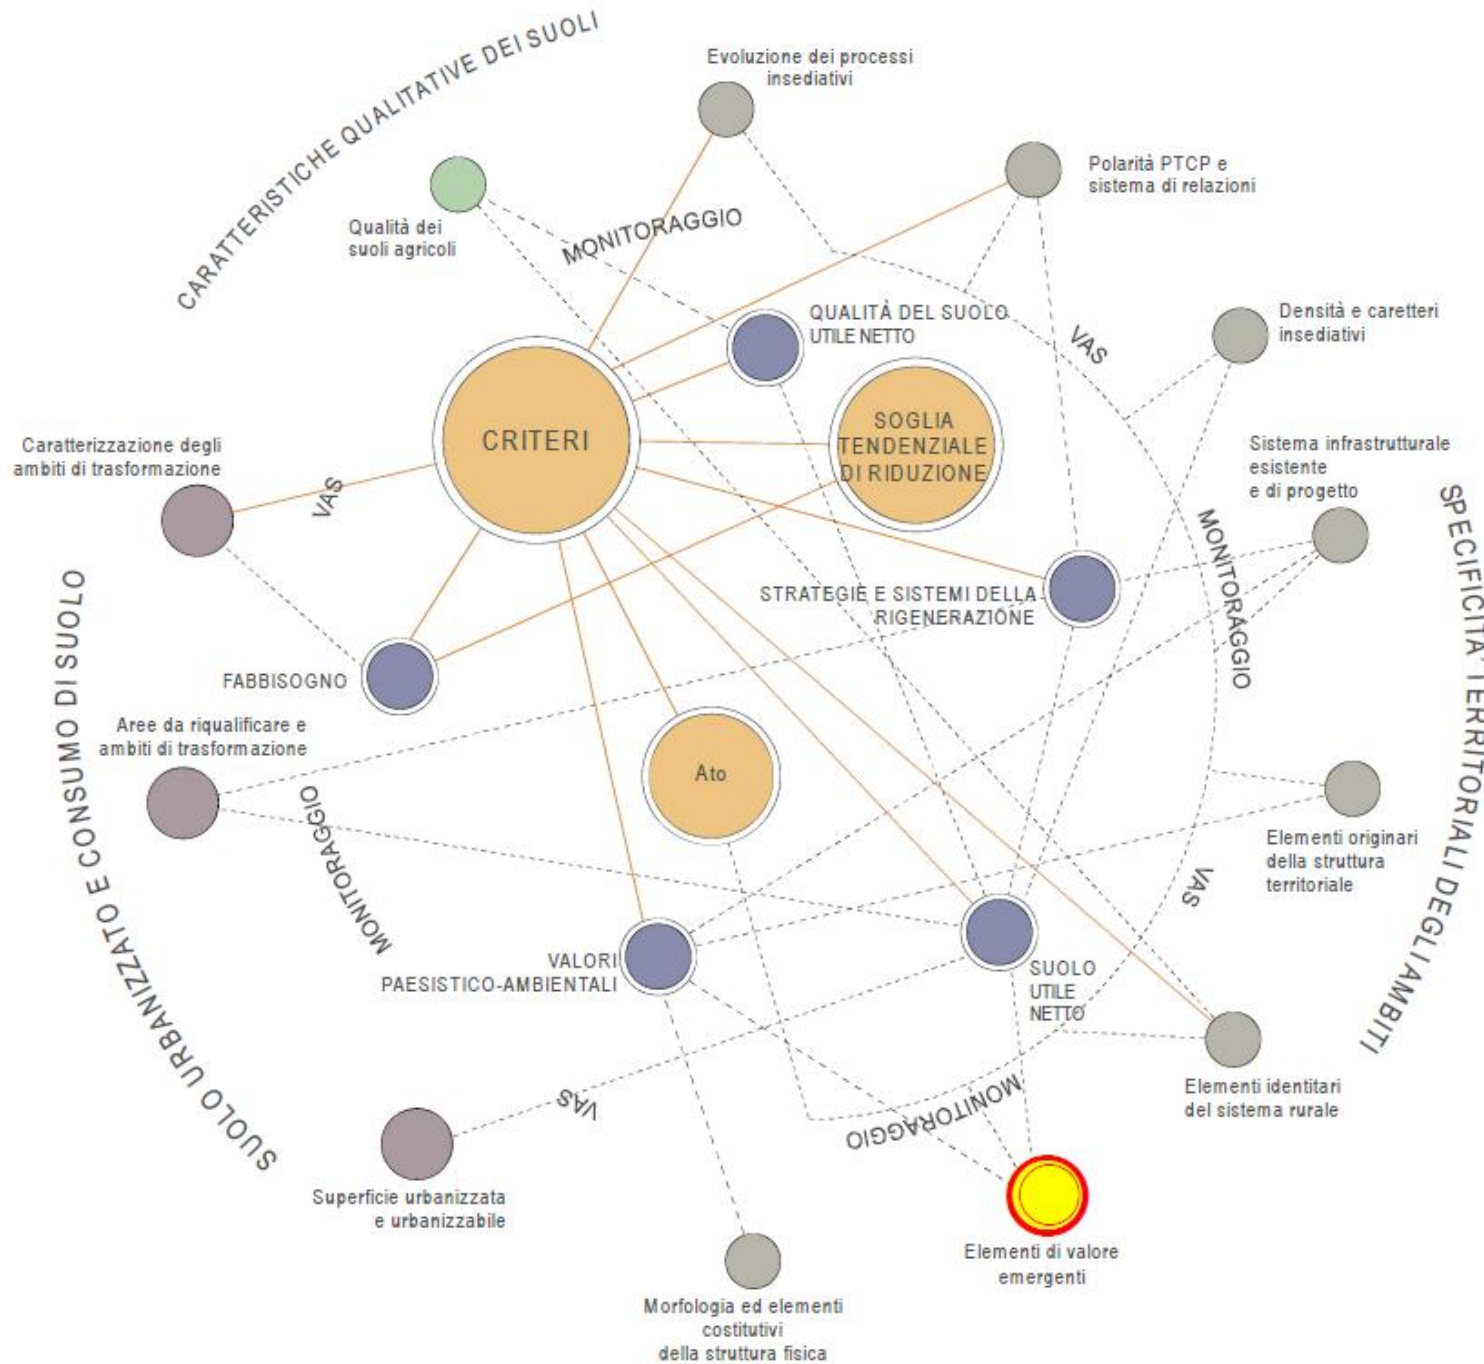 CARATTERISTICHE QUALITATIVE DEI SUOLI
Evoluzione dei processi
insediativi
Polarità PTCP e
sistema di relazioni
Qualità dei
suoli agricoli
MONITORAGGIO
QUALITÀ DEL SUOLO
UTILE NETTO
VAS
Densità e caretteri
insediativi
CRITERI
SOGLIA
TENDENZIALE
DI RIDUZIONE
Caratterizzazione degli
ambiti di trasformazione
VAS
Sistema infrastrutturale
esistente
e di progetto
MONITORAGGIO
SPECIFICITA' TERRITORIALI DEGLI AMBITI
STRATEGIE E SISTEMI DELLA
RIGENERAZIONE
SUOLO URBANIZZATO E CONSUMO DI SUOLO
FABBISOGNO
Aree da riqualificare e
ambiti di trasformazione
Ato
MONITORAGGIO
Elementi originari
della struttura
territoriale
VAS
VALORI
PAESISTICO-AMBIENTALI
SUOLO
UTILE
NETTO
Elementi identitari
del sistema rurale
VAS
MONITORAGGIO
Superficie urbanizzata
e urbanizzabile
Elementi di valore
emergenti
Morfologia ed elementi
costitutivi
della struttura fisica